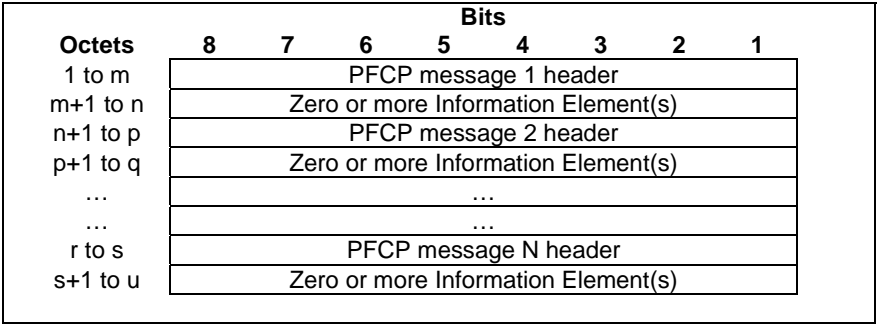 Bits
Octets 8 7 6 5 4 3 2 1
1 to m PFCP message 1 header
m+1 to n Zero or more Information Element(s)
n+1 to p PFCP message 2 header
p+1 to q Zero or more Information Element(s)
… …
… …
r to s PFCP message N header
s+1 to u Zero or more Information Element(s)